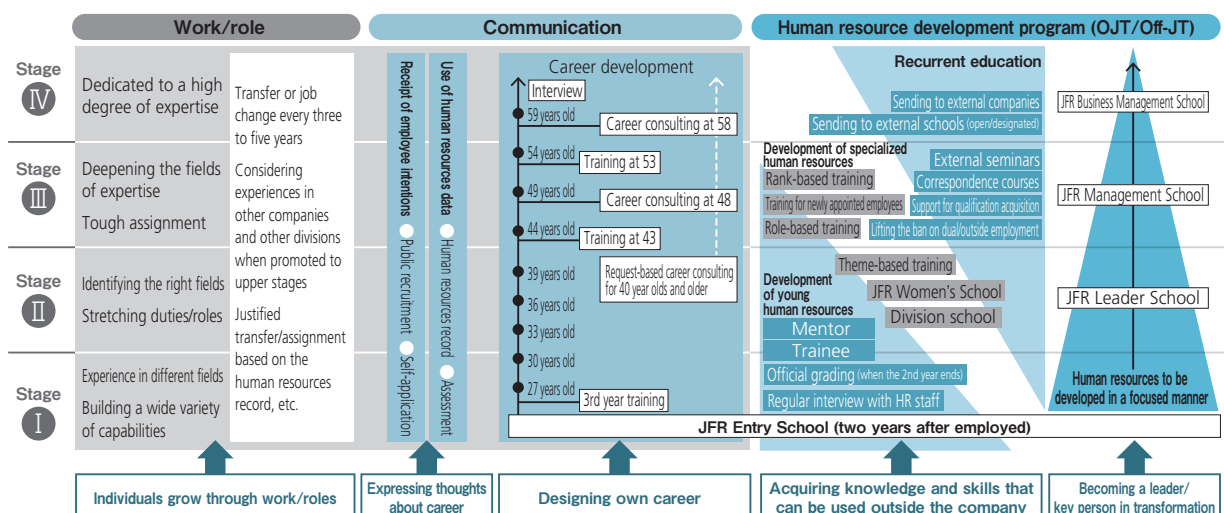 Work/role
Communication
Human resource development program (OJT/Off-JT)
Stage
Ⅳ
Dedicated to a high
degree of expertise
Stage
Ⅲ
Deepening the fields
of expertise
Tough assignment
Stage
Ⅱ
Identifying the right fields
Stretching duties/roles
Stage
Ⅰ
Experience in different fields
Building a wide variety
of capabilities
Transfer or job
change every three
to five years
Considering
experiences in
other companies
and other divisions
when promoted to
upper stages
Justified
transfer/assignment
based on the
human resources
record, etc.
Receipt of employee intentions
Public recruitment
Self-application
Use of human resources data
Human resources record
Assessment
Career development
Interview
59 years old
Career consulting at 58
54 years old
Training at 53
49 years old
Career consulting at 48
44 years old
Training at 43
39 years old
Request-based career consulting
for 40 year olds and older
36 years old
33 years old
30 years old
27 years old
3rd year training
JFR Entry School (two years after employed)
Recurrent education
Sending to external companies
Sending to external schools (open/designated)
Development of specialized
human resources
Rank-based training
Training for newly appointed employees
Role-based training
External seminars
Correspondence courses
Support for qualification acquisition
Lifting the ban on dual/outside employment
Theme-based training
JFR Women's School
Division school
Development
of young
human resources
Mentor
Trainee
Official grading (when the 2nd year ends)
Regular interview with HR staff
JFR Business Management School
JFR Management School
JFR Leader School
Human resources to be
developed in a focused manner
Individuals grow through work/roles
Expressing thoughts
about career
Designing own career
Acquiring knowledge and skills that
can be used outside the company
Becoming a leader/
key person in transformation